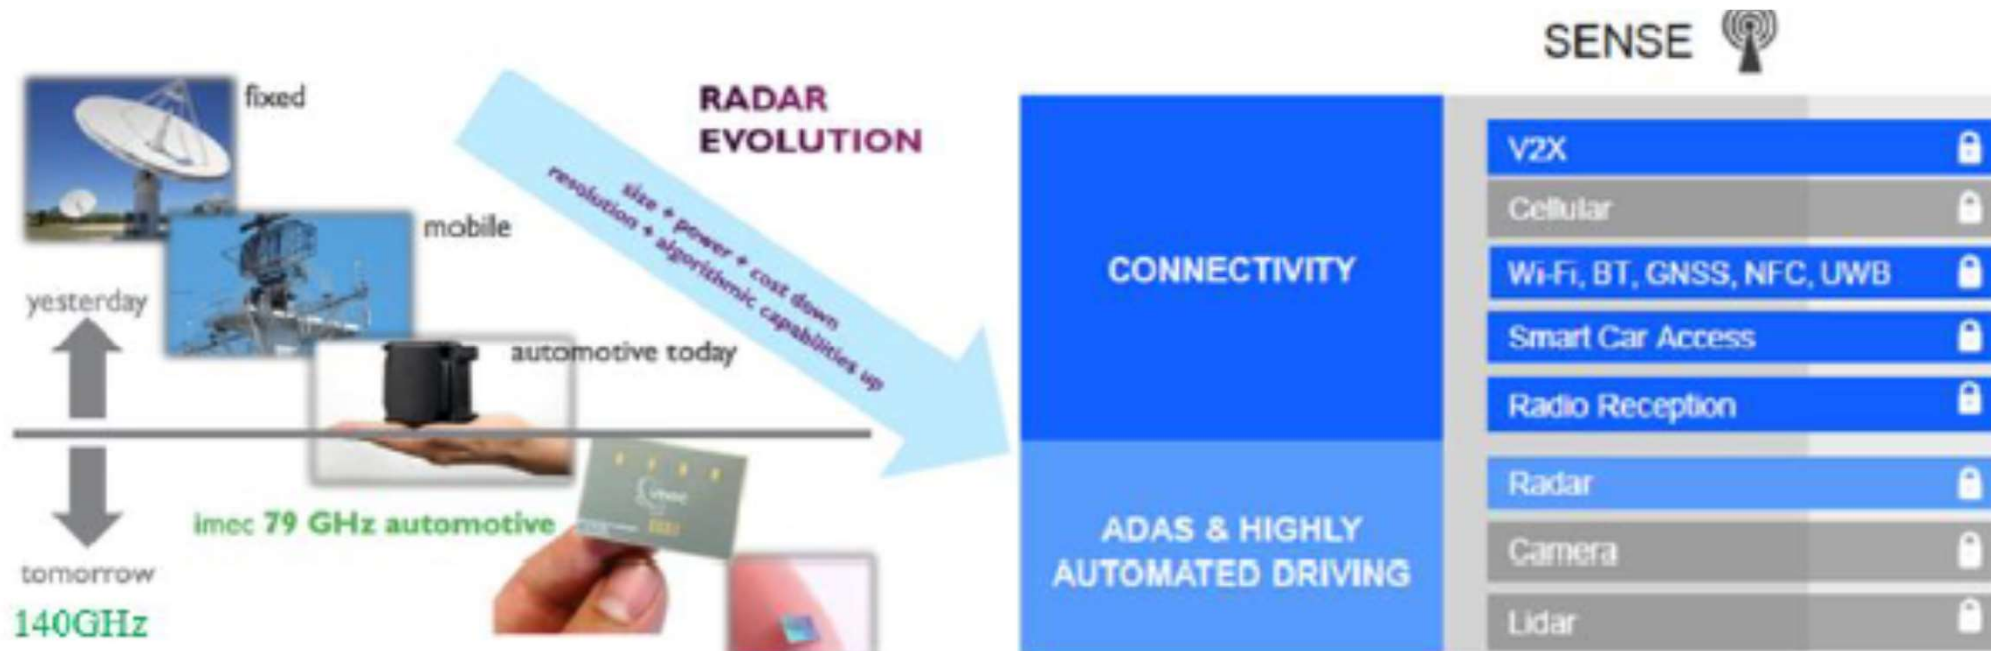 fixed
RADAR
EVOLUTION
mobile
size + power + cost down
resolution + algorithmic capabilities up
yesterday
automotive today
imec 79 GHz automotive
imec
tomorrow
140GHz
SENSE
CONNECTIVITY
V2X
Cellular
Wi-Fi, BT, GNSS, NFC, UWB
Smart Car Access
Radio Reception
ADAS & HIGHLY
AUTOMATED DRIVING
Radar
Camera
Lidar